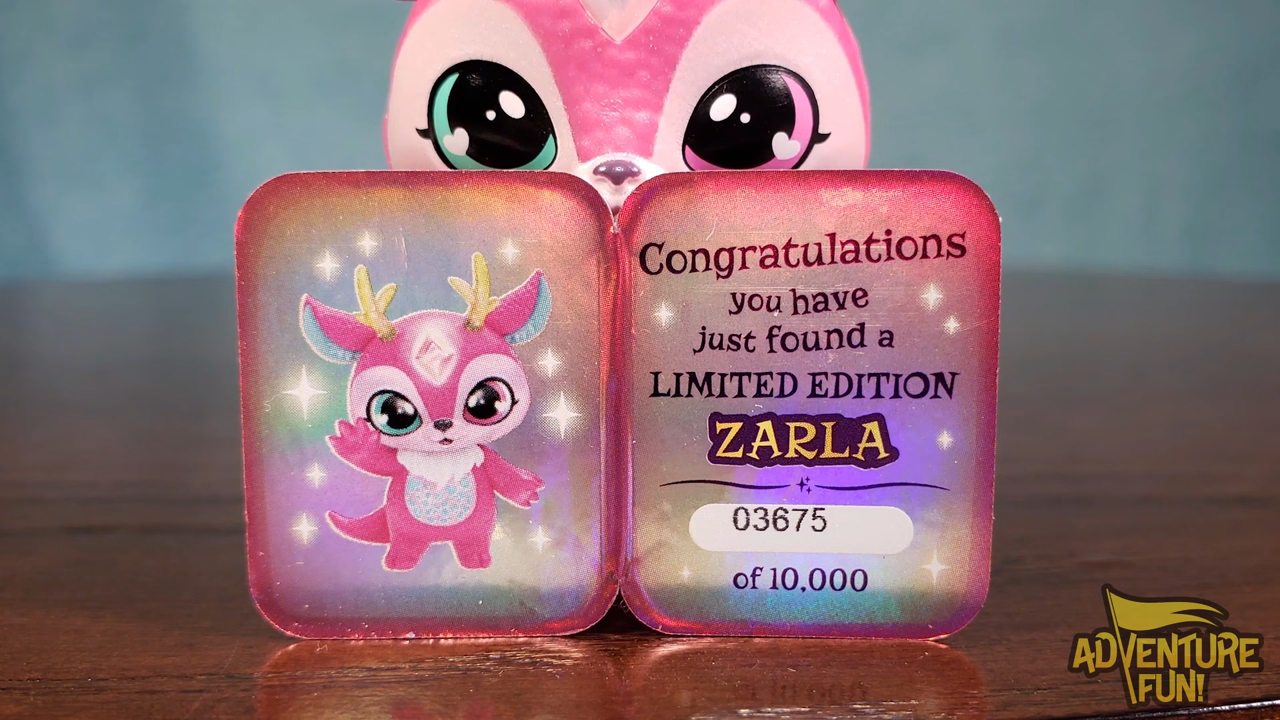 Congratulations
you have
just found a
LIMITED EDITION
ZARLA
03675
of 10,000
ADVENTURE
FUN!